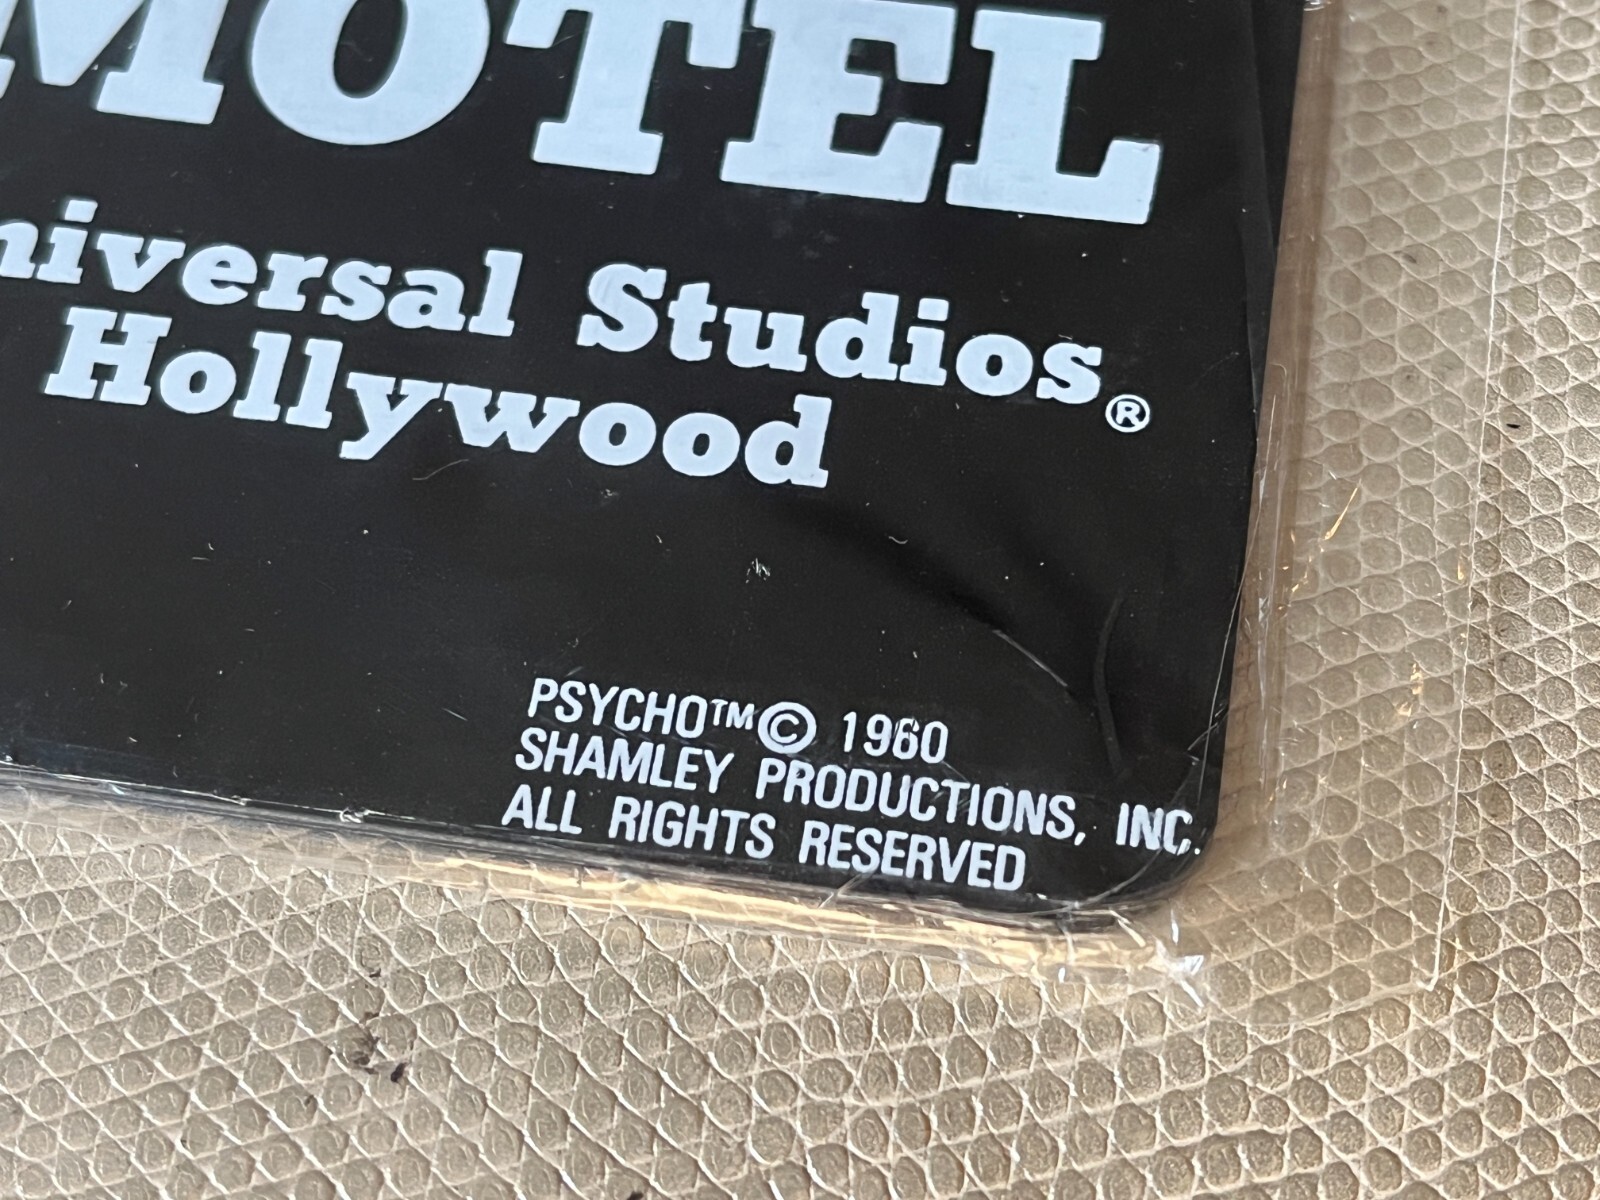 MOTEL
niversal Studios®
Hollywood
PSYCHO™© 1960
SHAMLEY PRODUCTIONS, INC.
ALL RIGHTS RESERVED